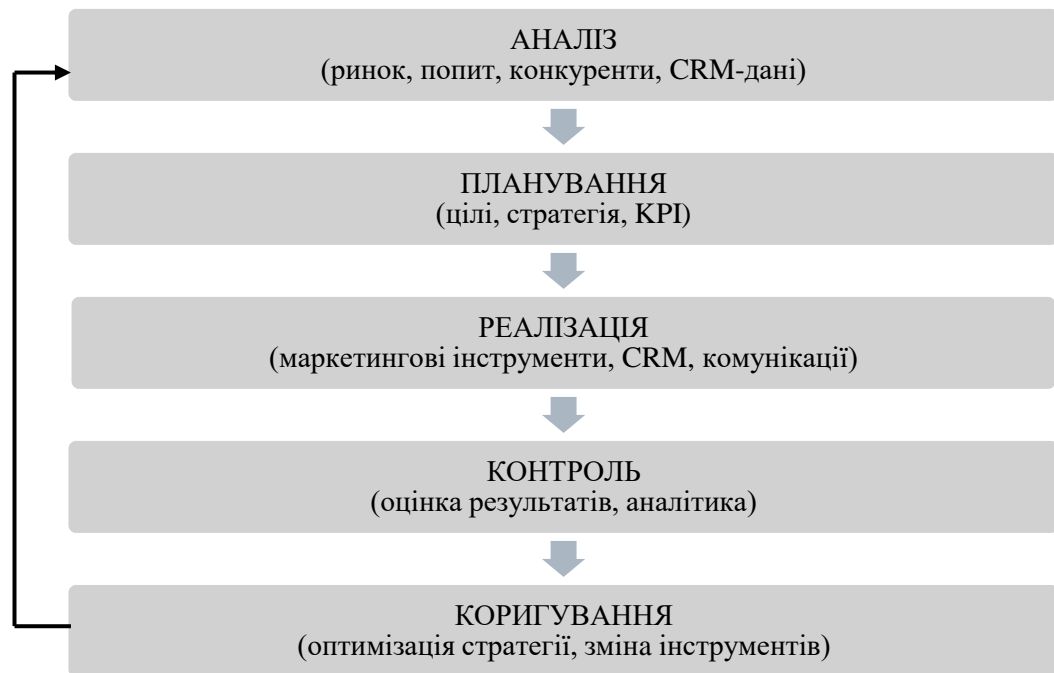 АНАЛІЗ
(ринок, попит, конкуренти, CRM-дані)
ПЛАНУВАННЯ
(цілі, стратегія, KPI)
РЕАЛІЗАЦІЯ
(маркетингові інструменти, CRM, комунікації)
КОНТРОЛЬ
(оцінка результатів, аналітика)
КОРИГУВАННЯ
(оптимізація стратегії, зміна інструментів)